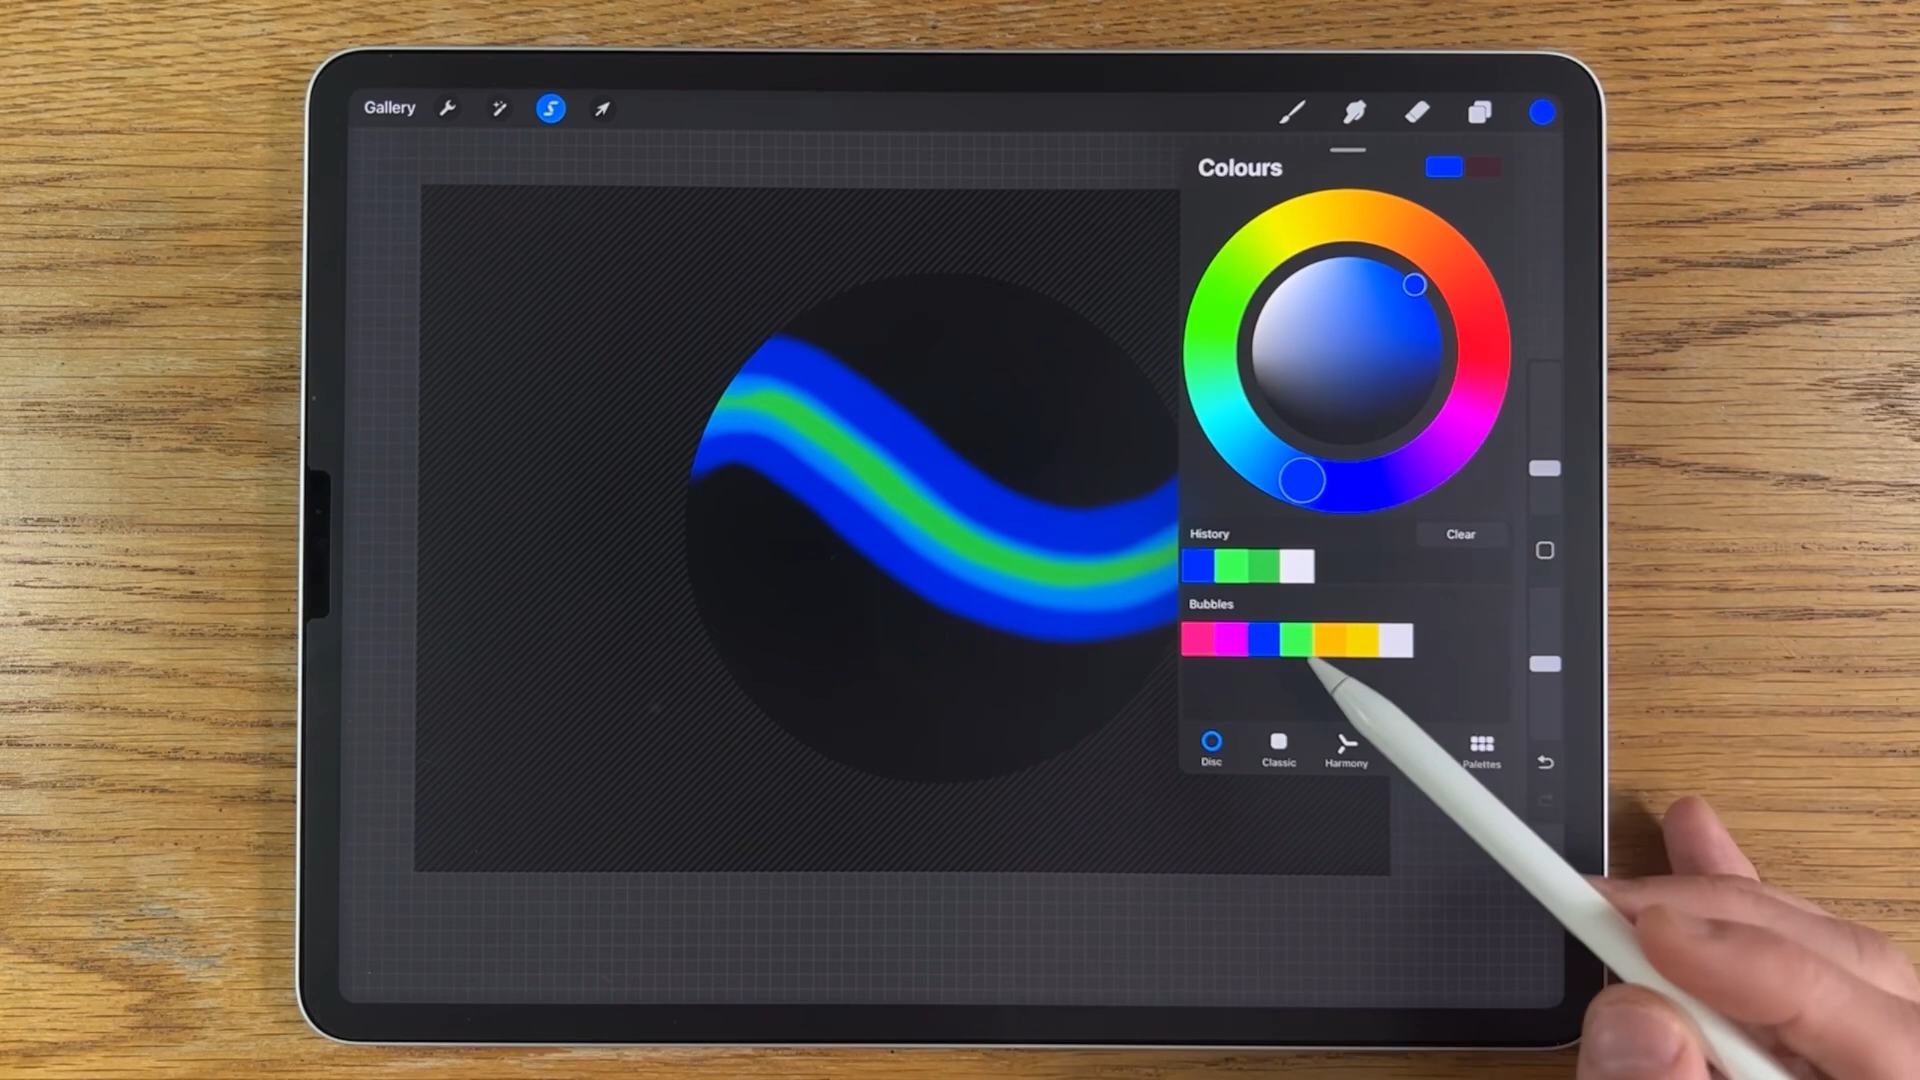 Gallery
Colours
History
Clear
Bubbles
Disc
Classic
Harmony
Palettes